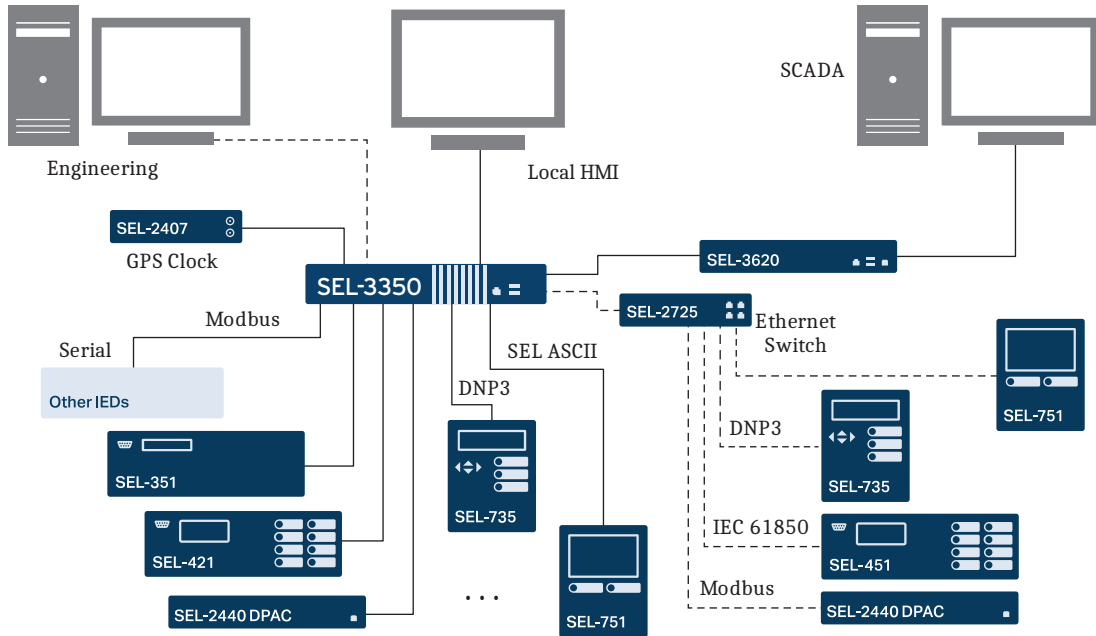 SCADA
Engineering
Local HMI
SEL-2407
GPS Clock
SEL-3620
SEL-3350
SEL-2725
Ethernet
Switch
Modbus
Serial
SEL ASCII
Other IEDs
DNP3
SEL-751
DNP3
SEL-351
SEL-735
SEL-735
IEC 61850
SEL-421
SEL-451
Modbus
. . .
SEL-2440 DPAC
SEL-751
SEL-2440 DPAC